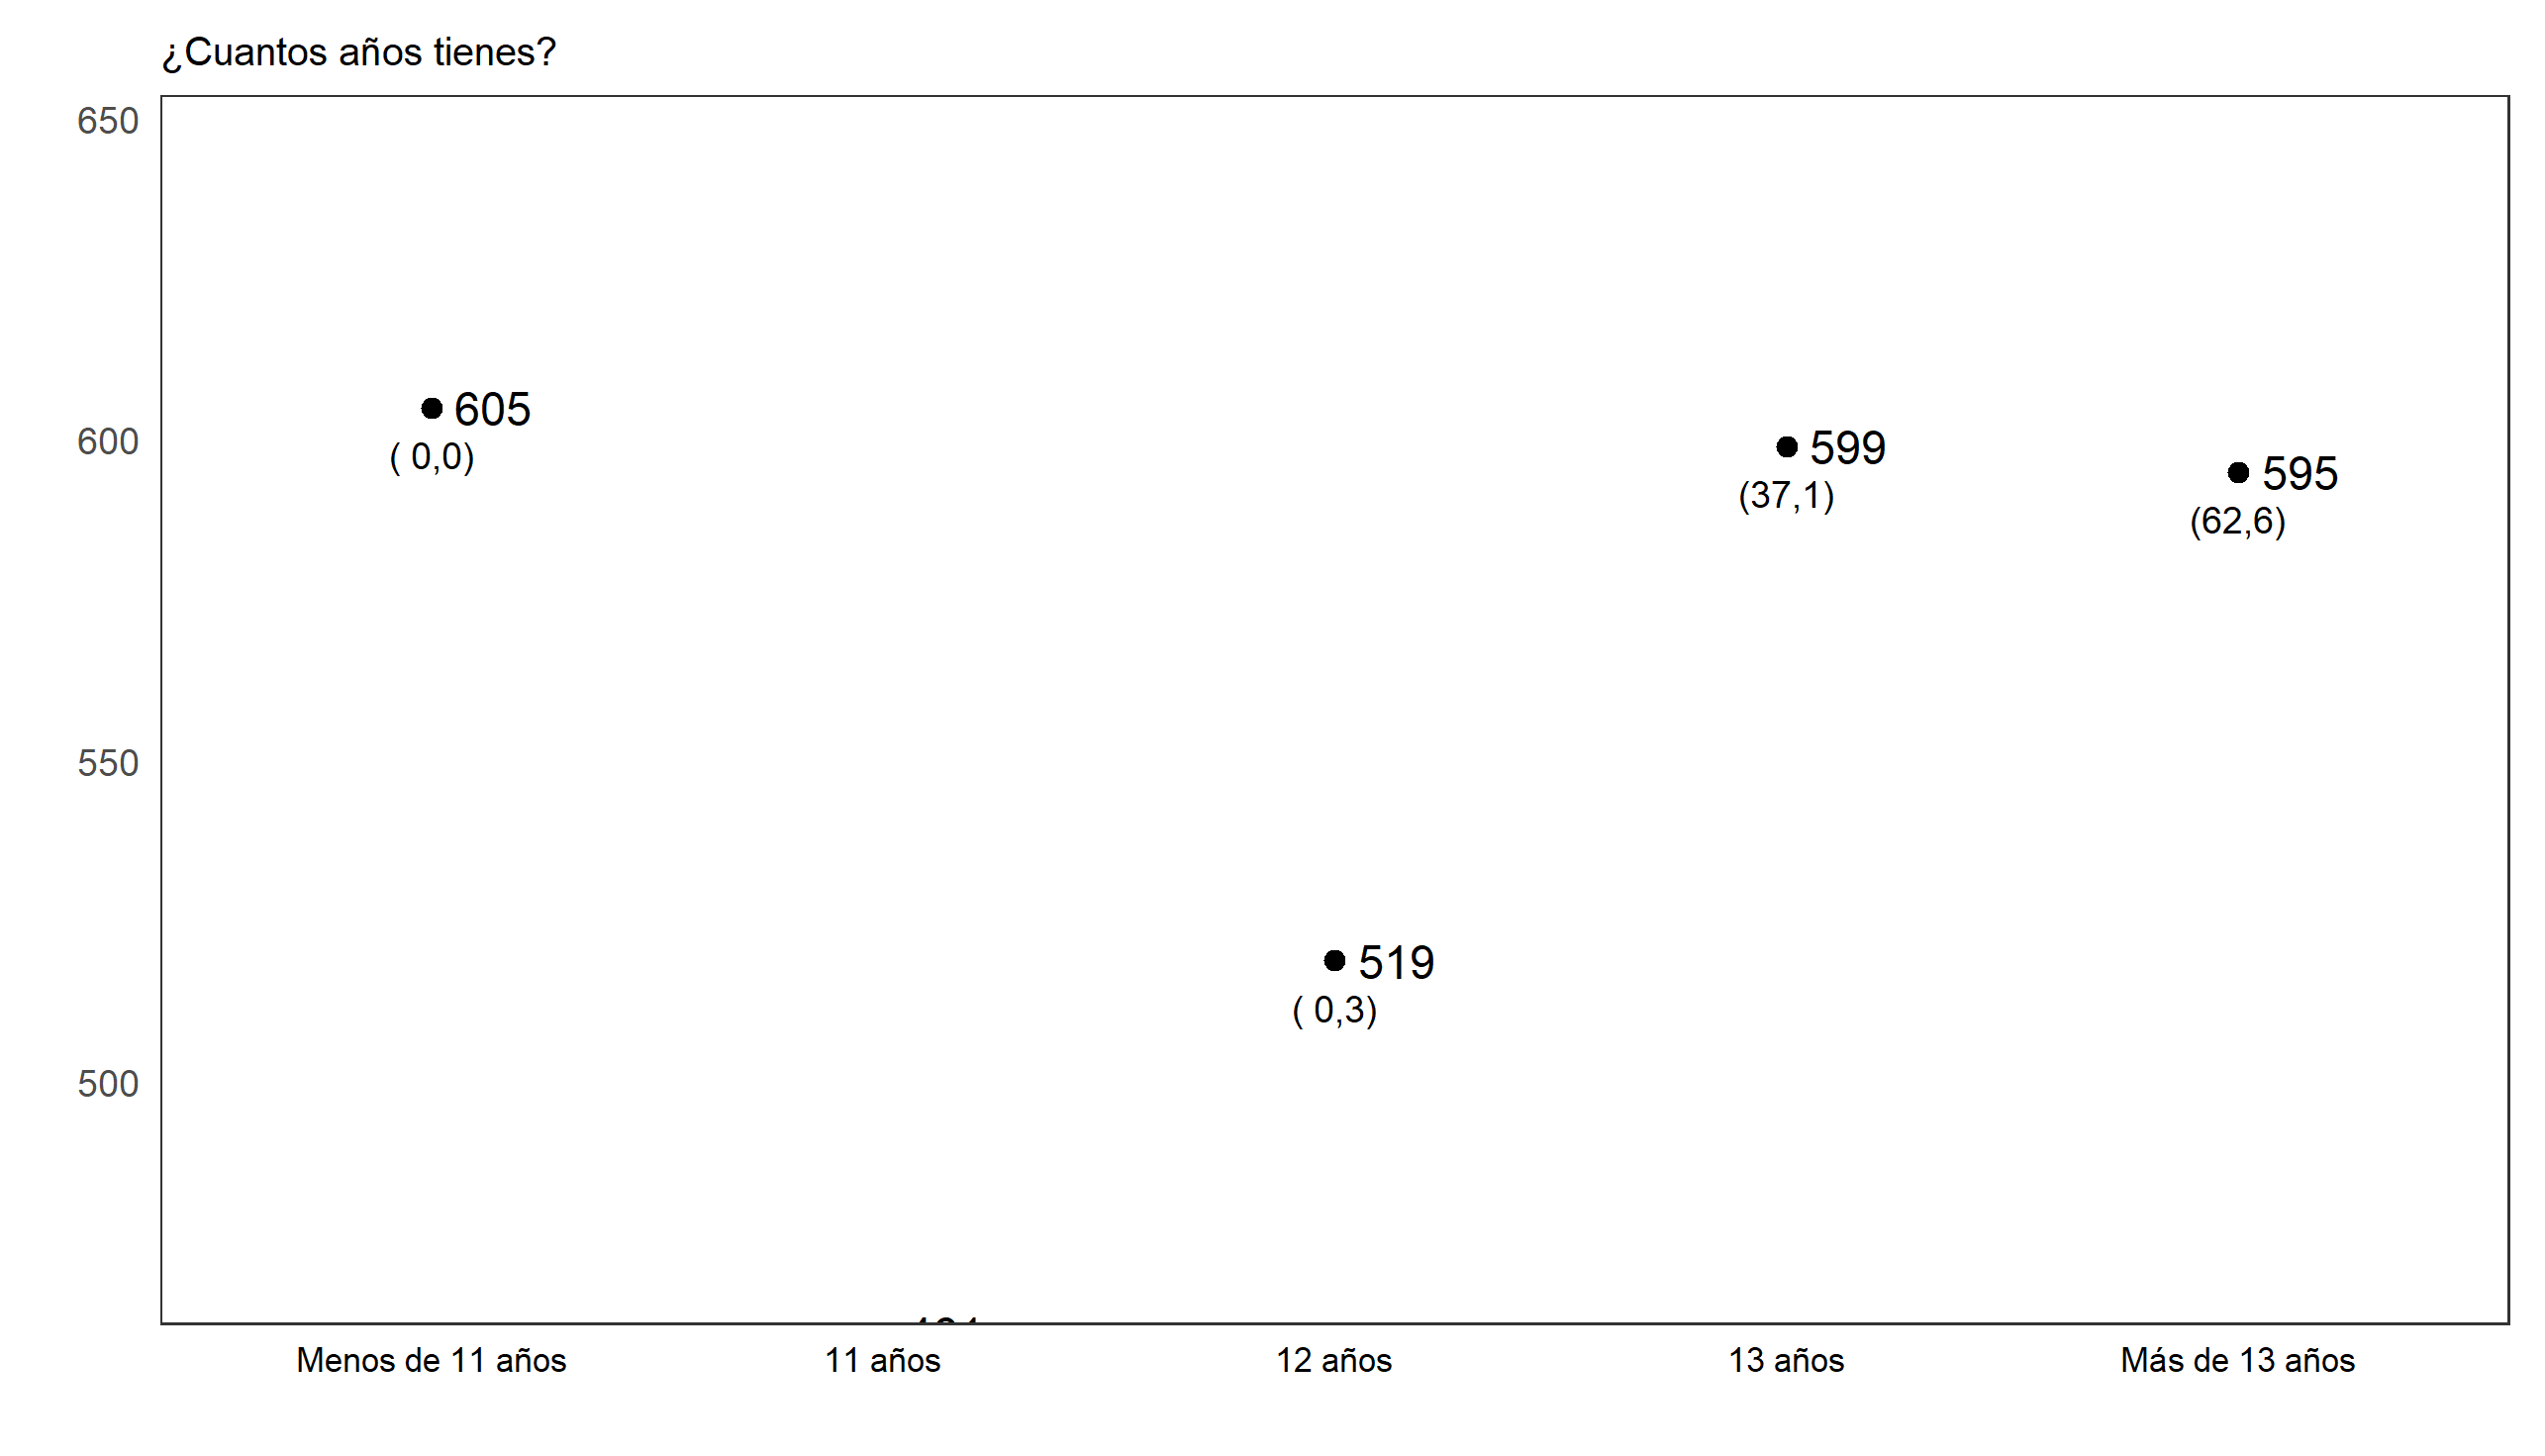 ¿Cuantos años tienes?
650
600
550
500
605
( 0,0)
519
( 0,3)
599
(37,1)
595
(62,6)
Menos de 11 años
11 años
12 años
13 años
Más de 13 años